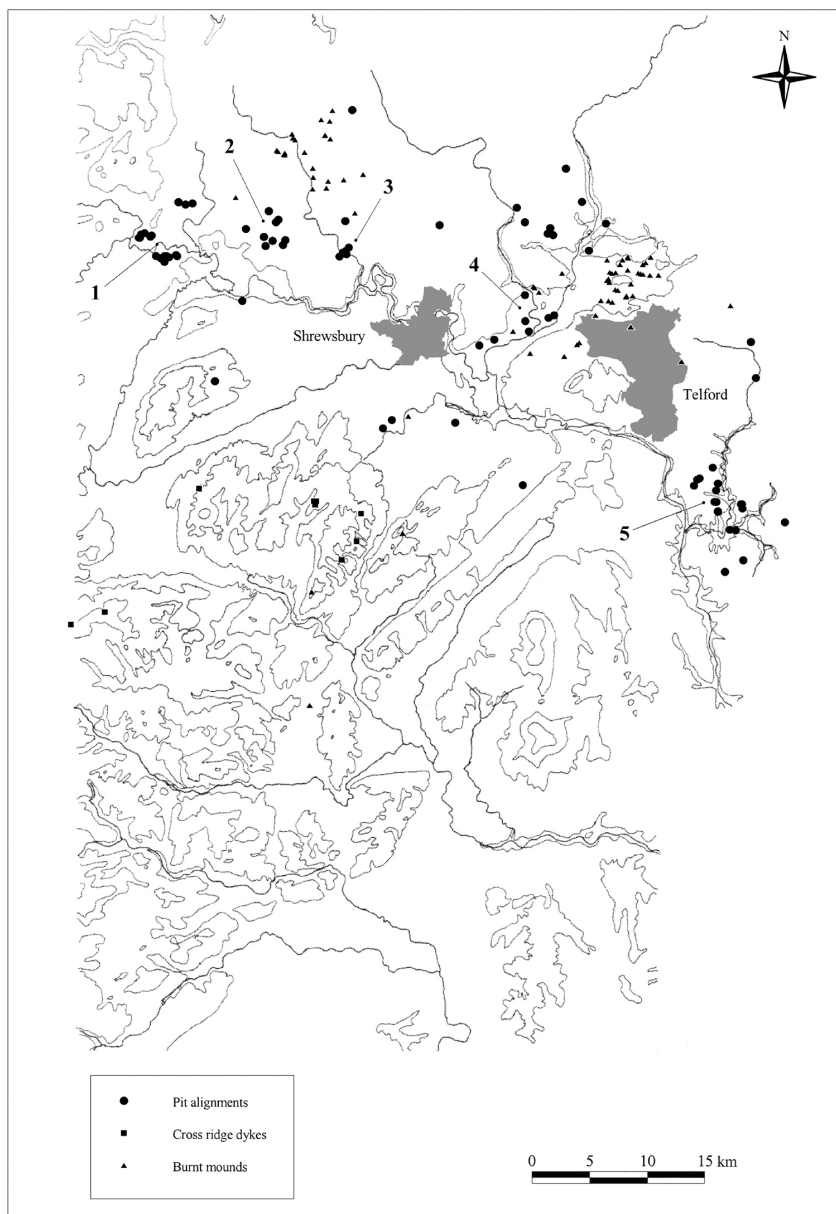 N
2
3
1
4
Shrewsbury
Telford
5
Pit alignments
Cross ridge dykes
Burnt mounds
0 5 10 15 km